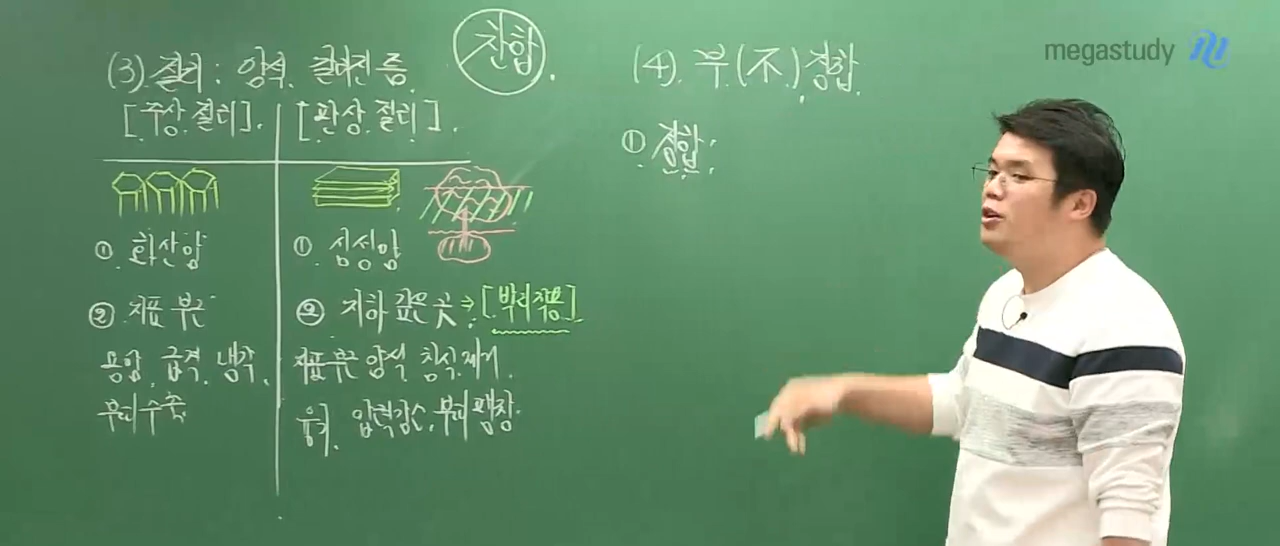 (3). 절리 : 암석. 갈라진 틈
찬합.
[주상.절리].
[판상.절리].
①. 화산암
② 지표 부근
용암. 급격. 냉각.
부피 수축
①. 심성암
② 지하 깊은 곳. ⇒ [박리작용]
지표부근 암석. 침식. 제거.
융기. 압력감소. 부피 팽창.
(4). 부(不)정합.
①. 정합:
megastudy